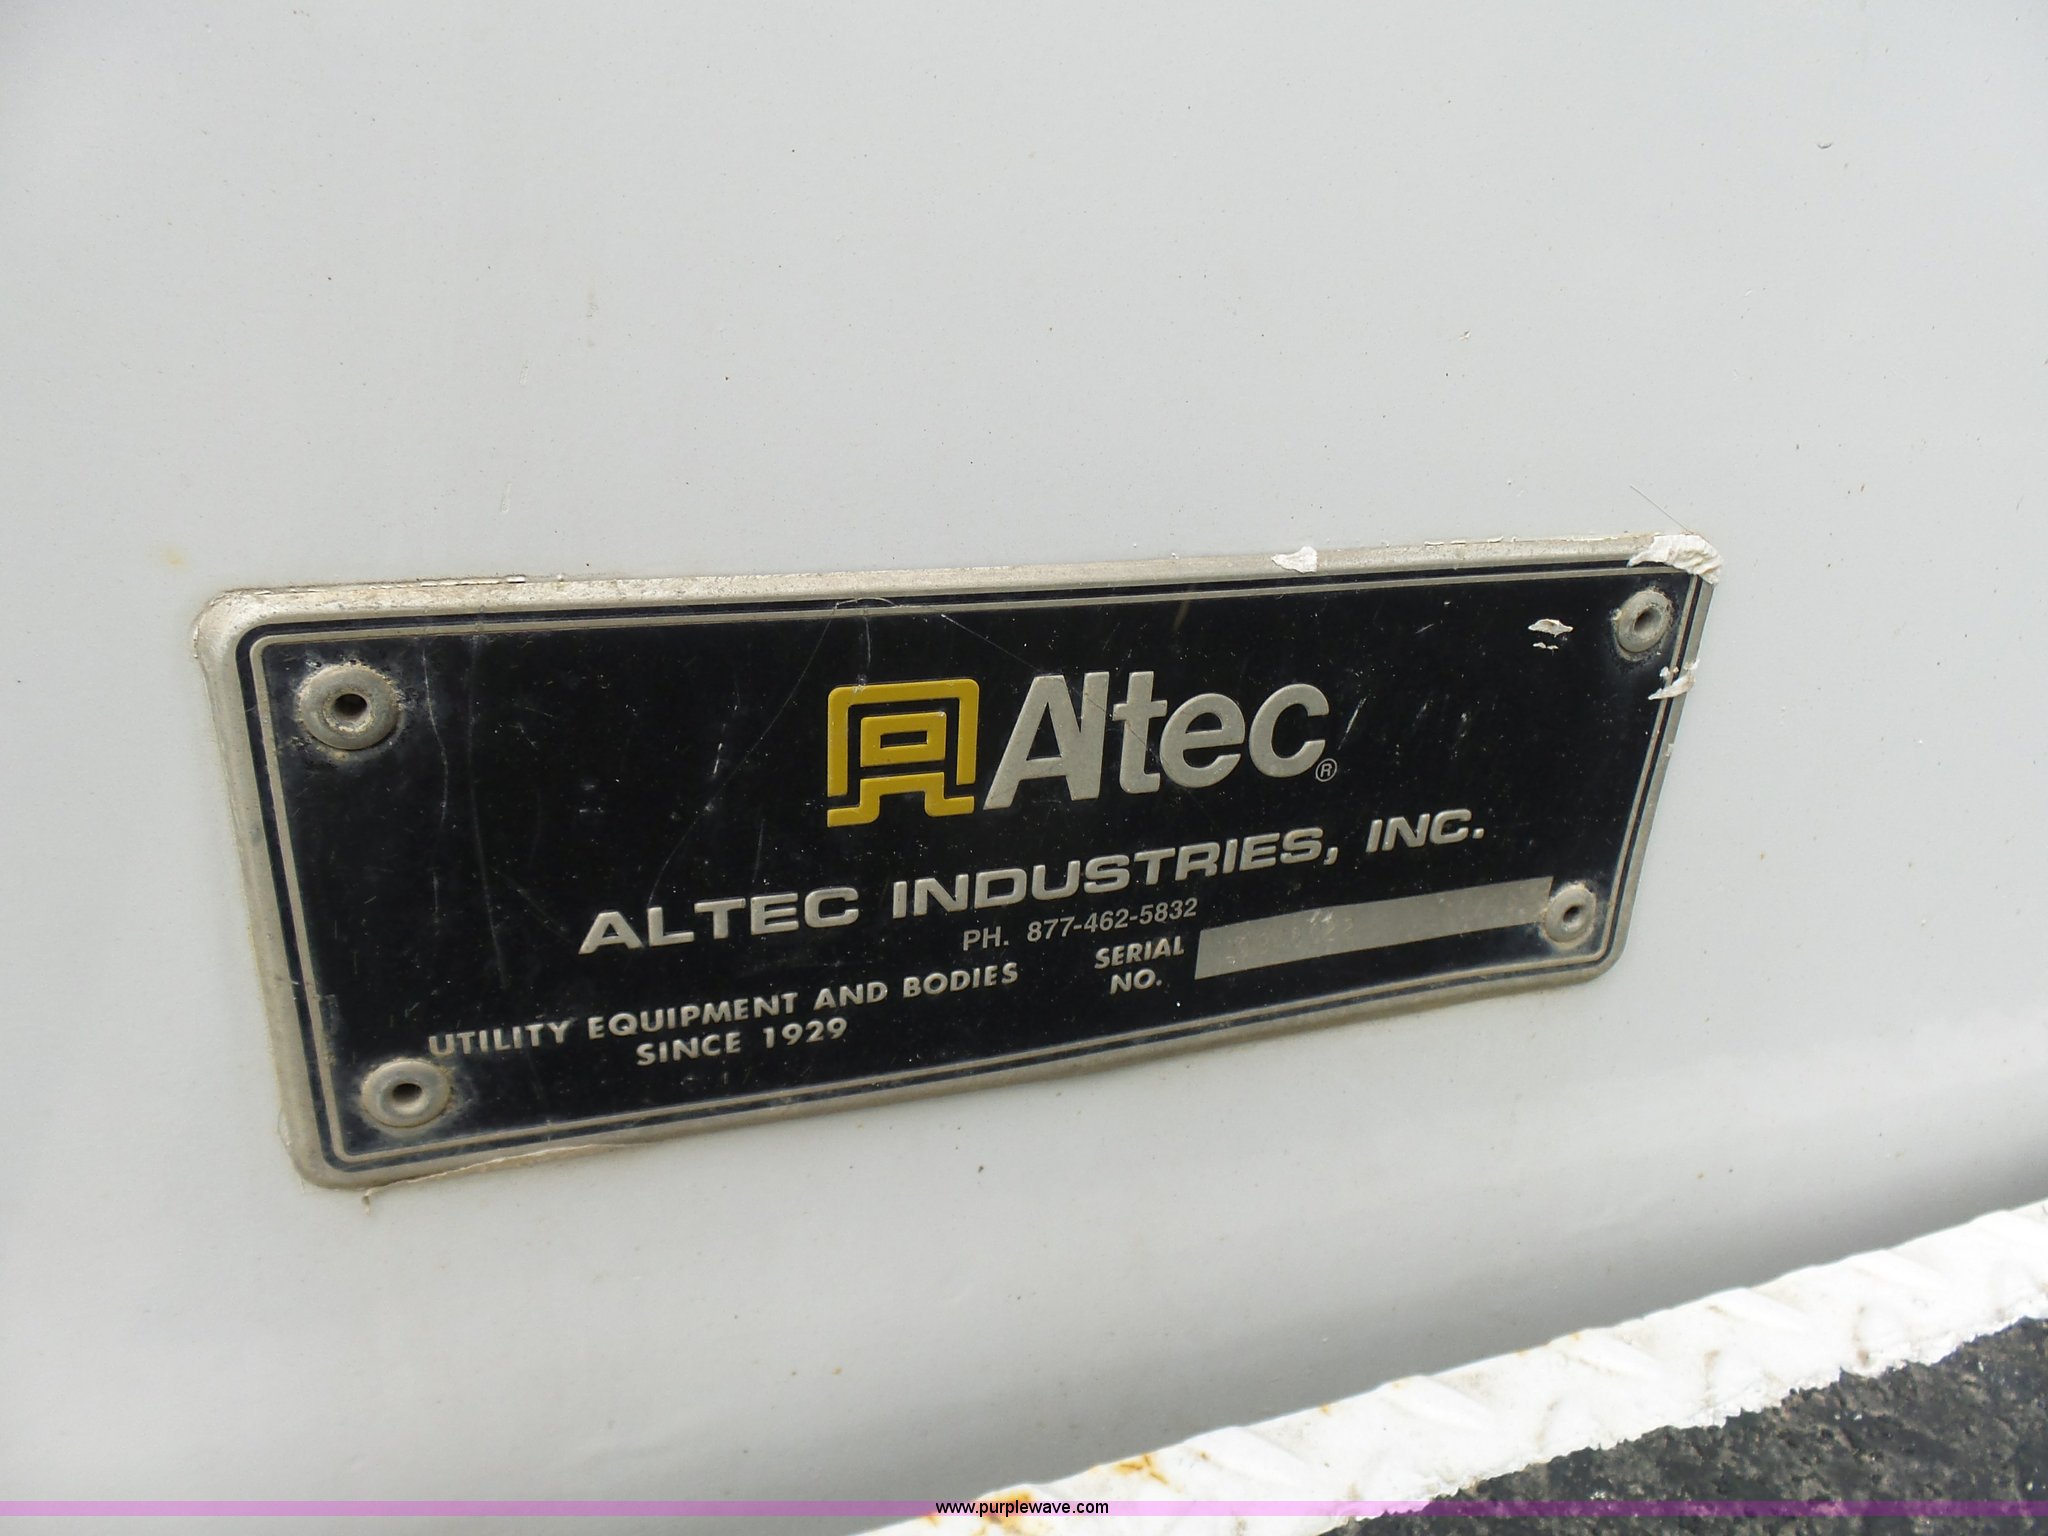 Altec®
ALTEC INDUSTRIES, INC.
PH. 877-462-5832
UTILITY EQUIPMENT AND BODIES
SINCE 1929
SERIAL
NO.
www.purplewave.com